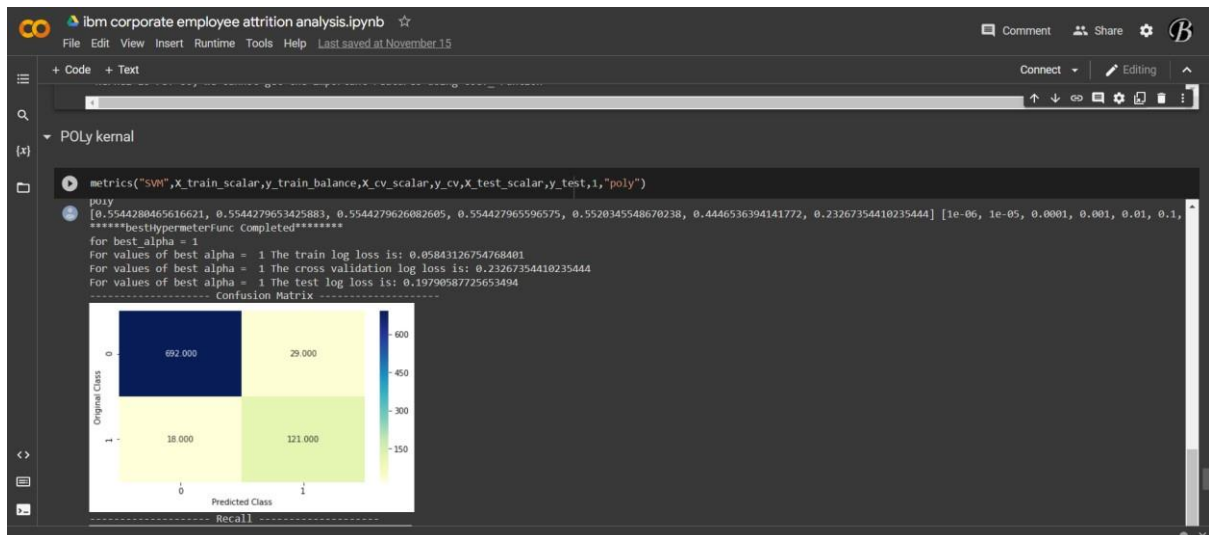 ibm corporate employee attrition analysis.ipynb
File Edit View Insert Runtime Tools Help Last saved at November 15
Comment Share B
+ Code + Text
Connect Editing
POLy kernal
{x}
metrics("SVM",X_train_scalar,y_train_balance,X_cv_scalar,y_cv,X_test_scalar,y_test,1,"poly")
poly
[0.5544280465616621, 0.5544279653425883, 0.5544279626082605, 0.554427965596575, 0.5520345548670238, 0.4446536394141772, 0.23267354410235444] [1e-06, 1e-05, 0.0001, 0.001, 0.01, 0.1,
******bestHypermeterFunc Completed********
for best_alpha = 1
For values of best alpha = 1 The train log loss is: 0.05843126754768401
For values of best alpha = 1 The cross validation log loss is: 0.23267354410235444
For values of best alpha = 1 The test log loss is: 0.19790587725653494
-------------------- Confusion Matrix --------------------
600
0 692.000 29.000
450
Original Class
300
1 18.000 121.000
150
0 1
Predicted Class
-------------------- Recall --------------------